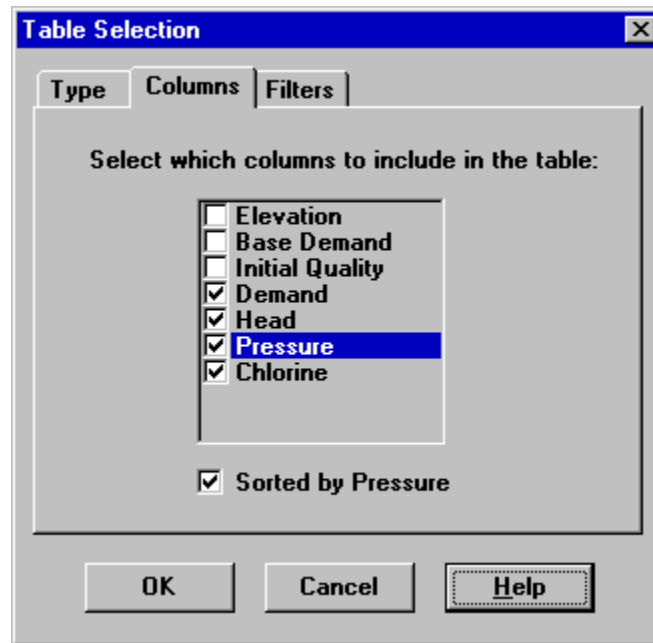 Table Selection
Type Columns Filters
Select which columns to include in the table:
Elevation
Base Demand
Initial Quality
Demand
Head
Pressure
Chlorine
Sorted by Pressure
OK Cancel Help